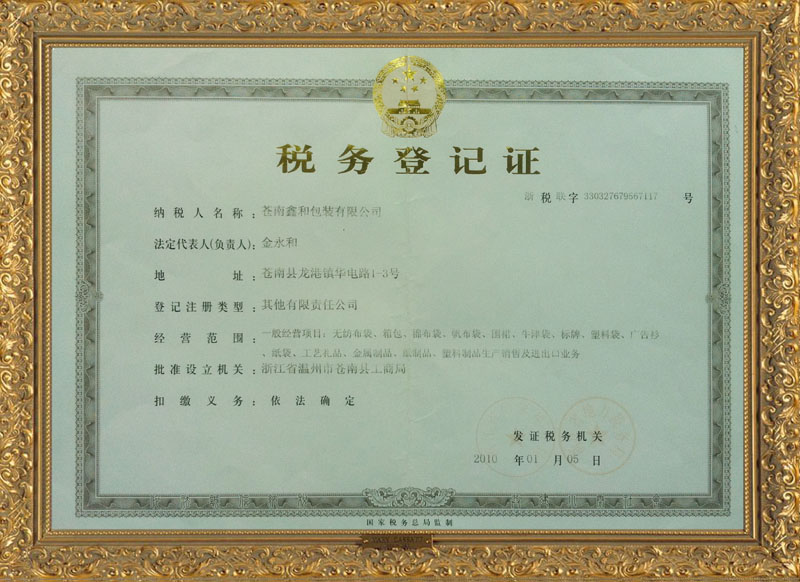 税务登记证
浙 税 联 字 330327679567117 号
纳税人名称: 苍南鑫和包装有限公司
法定代表人(负责人): 金永和
地址: 苍南县龙港镇华电路1-3号
登记注册类型: 其他有限责任公司
经营范围: 一般经营项目: 无纺布袋、箱包、棉布袋、帆布袋、围裙、牛津袋、标牌、塑料袋、广告衫
、纸袋、工艺礼品、金属制品、纸制品、塑料制品生产销售及进出口业务
批准设立机关: 浙江省温州市苍南县工商局
扣缴义务: 依法确定
发证税务机关
2010 年 01 月 05 日
国家税务总局监制